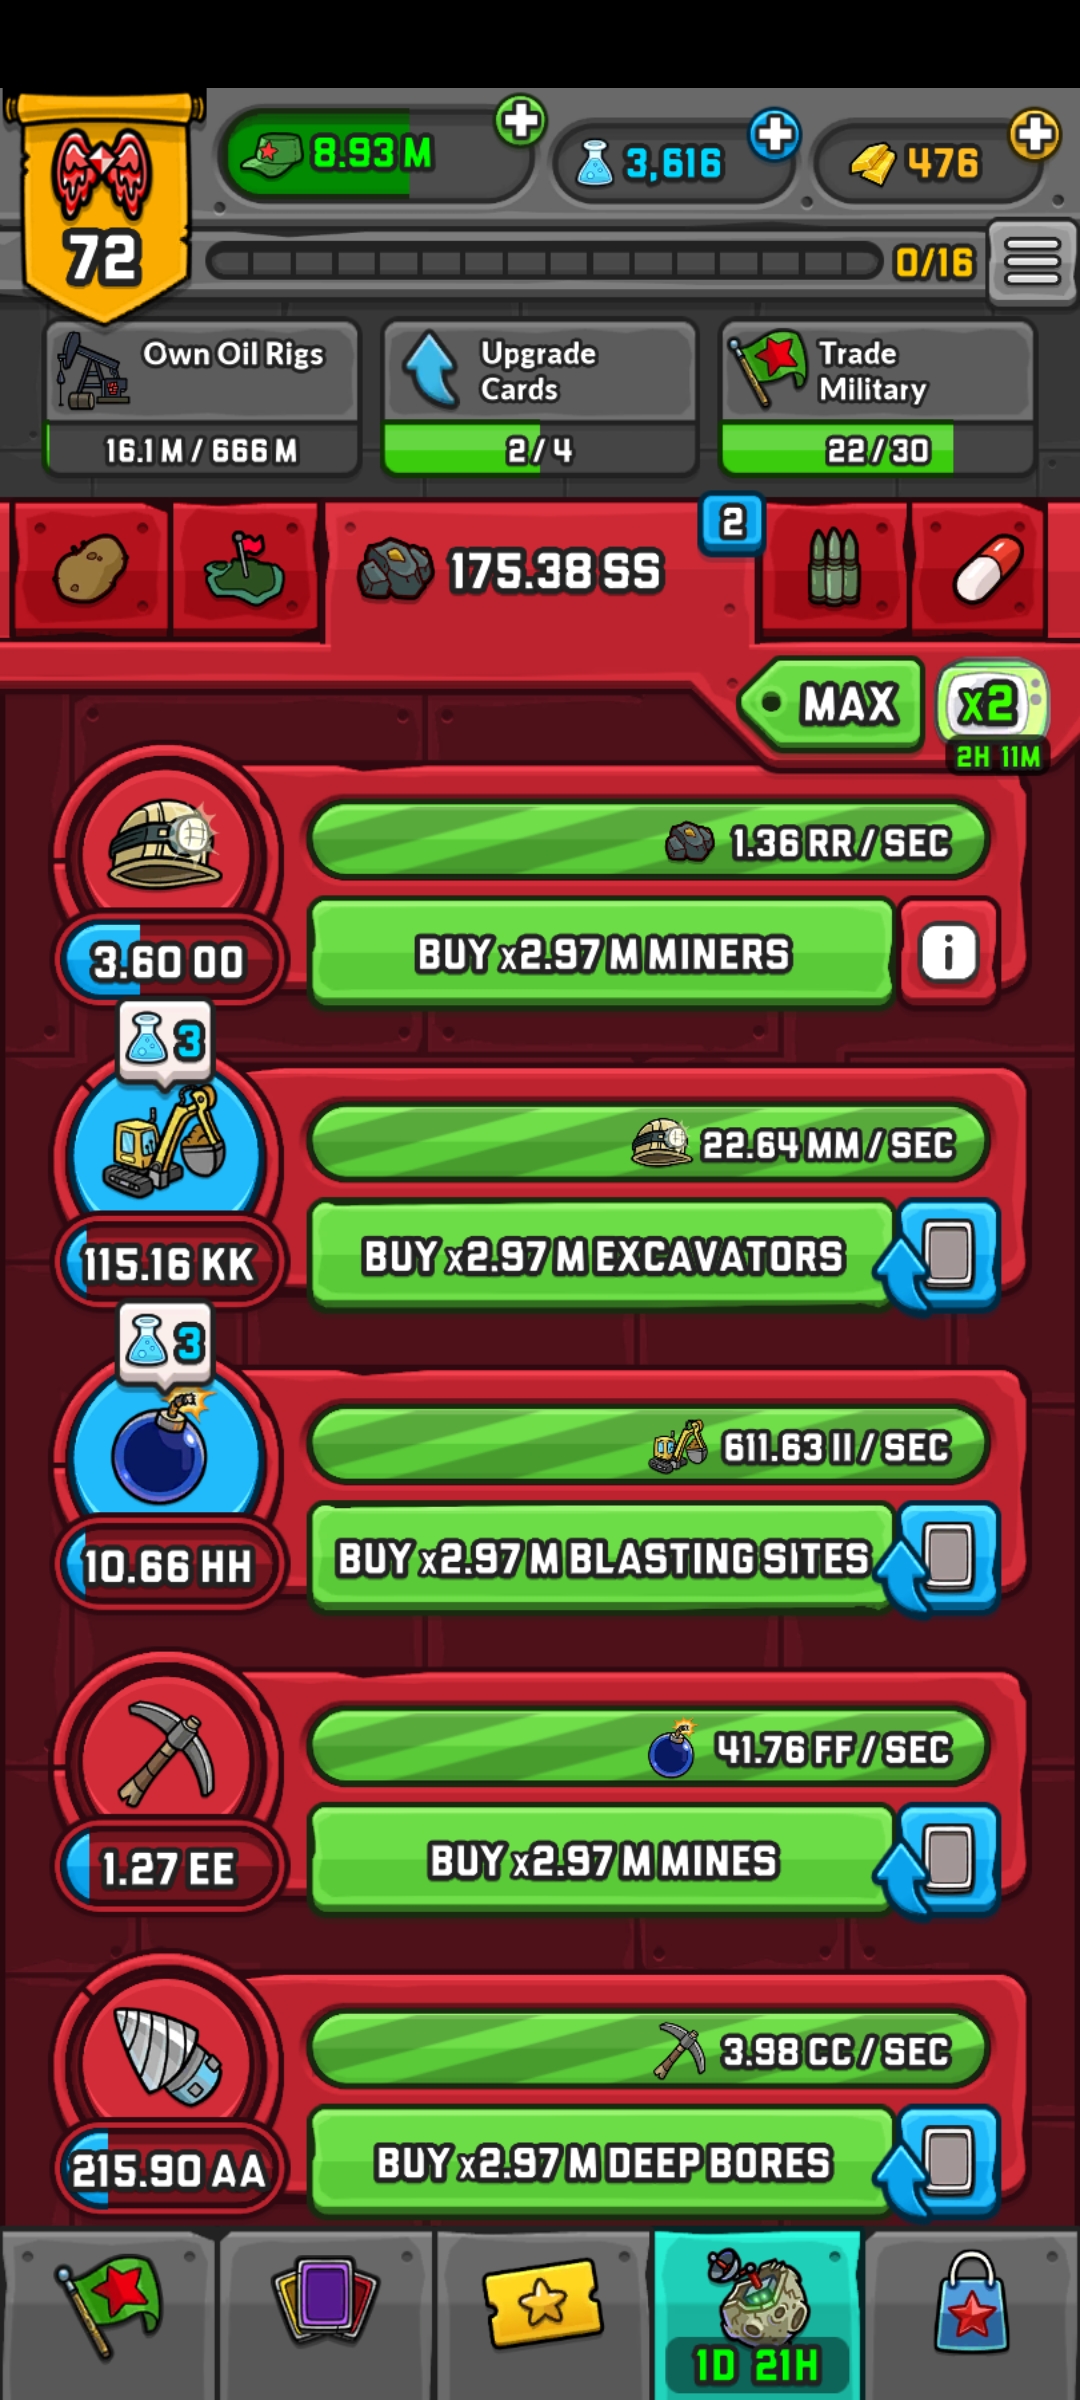 8.93 M
3,616
476
72
0/16
Own Oil Rigs
16.1 M / 666 M
Upgrade
Cards
2/4
Trade
Military
22/30
175.38 SS
2
MAX
x2
2H 11M
1.36 RR / SEC
3.60 OO
BUY x2.97 M MINERS
i
3
22.64 MM / SEC
115.16 KK
BUY x2.97 M EXCAVATORS
3
611.63 II / SEC
10.66 HH
BUY x2.97 M BLASTING SITES
41.76 FF / SEC
1.27 EE
BUY x2.97 M MINES
3.98 CC / SEC
215.90 AA
BUY x2.97 M DEEP BORES
1D 21H